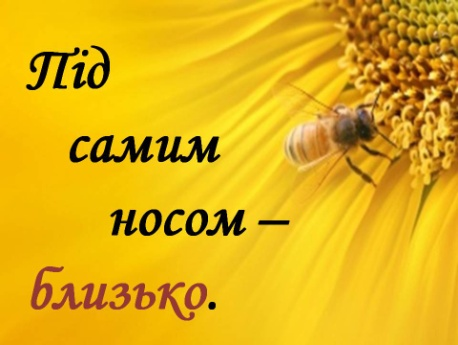 Під
самим
носом –
близько.